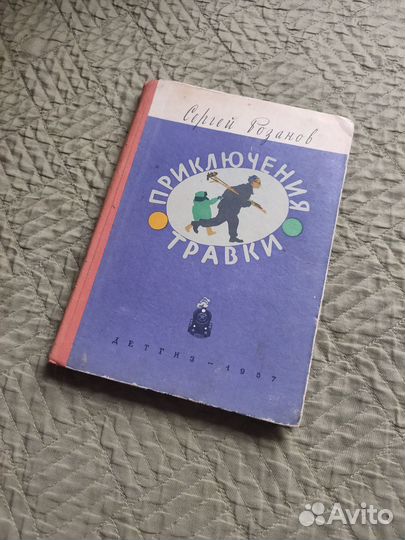 Сергей Розанов
ПРИКЛЮЧЕНИЯ
ТРАВКИ
ДЕТГИЗ - 1957
Avito